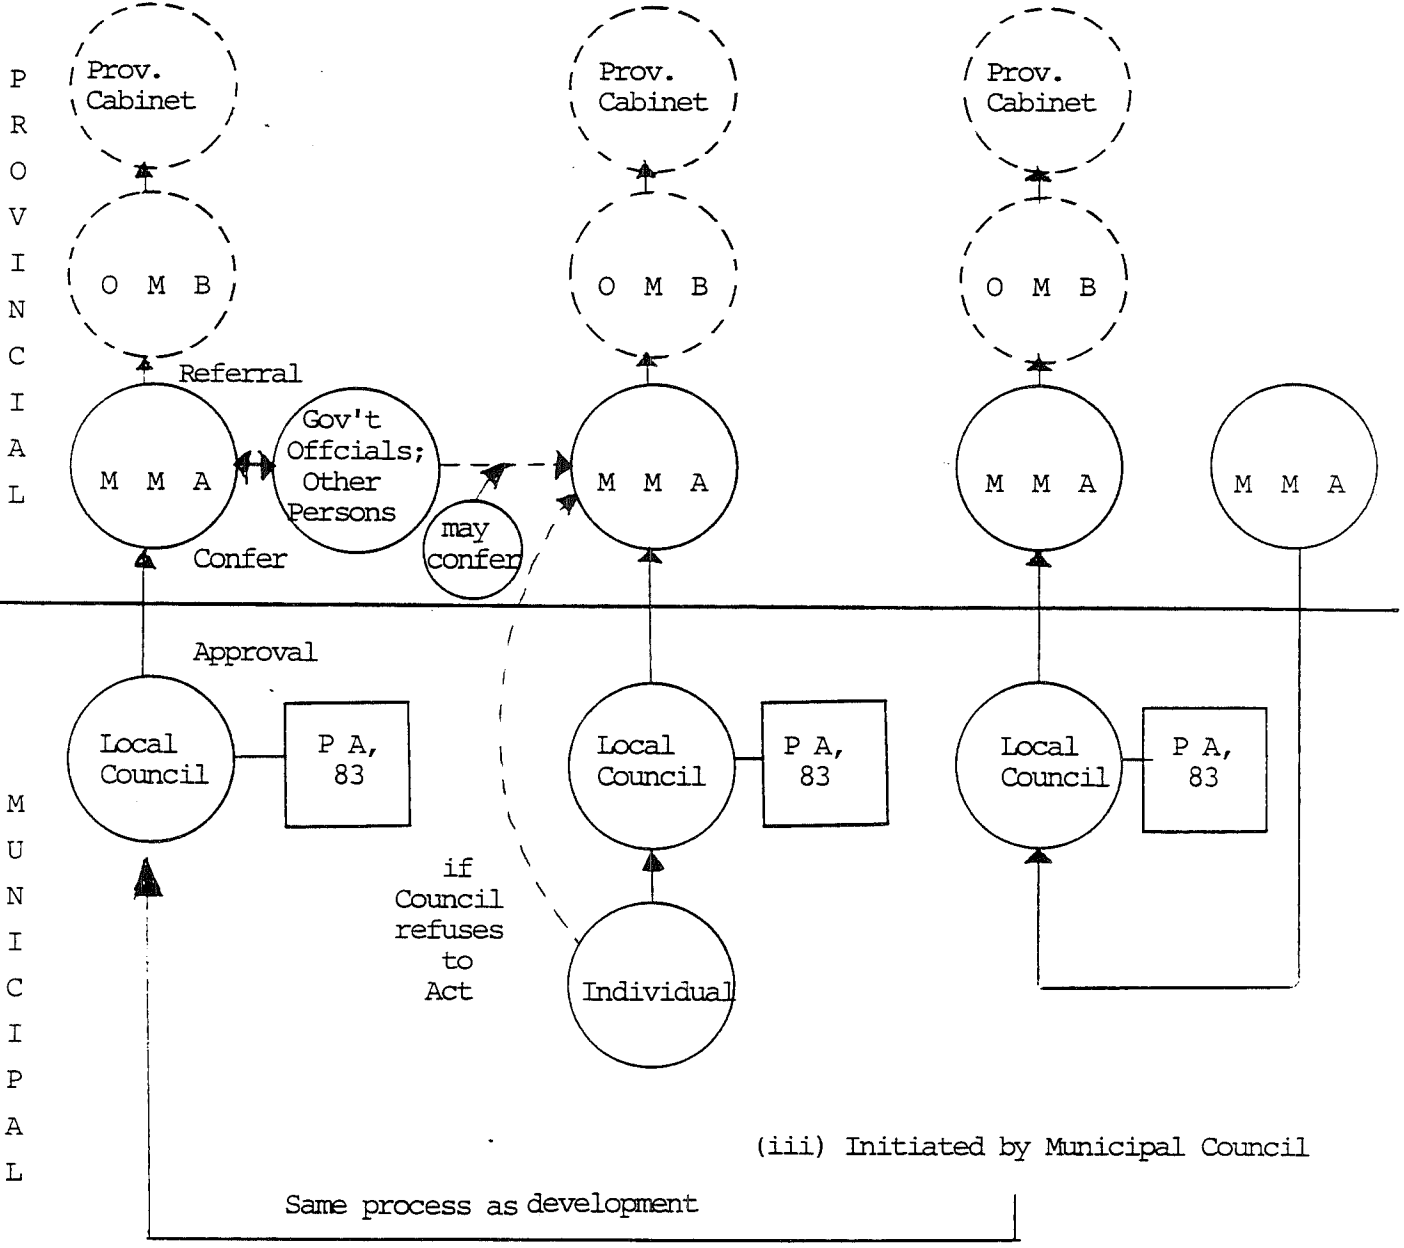 P R O V I N C I A L
Prov.
Cabinet
Prov.
Cabinet
Prov.
Cabinet
O M B
O M B
O M B
Referral
M M A
Gov't
Offcials;
Other
Persons
may
confer
M M A
M M A
M M A
Confer
Approval
M U N I C I P A L
Local
Council
P A,
83
Local
Council
P A,
83
Local
Council
P A,
83
if
Council
refuses
to
Act
Individual
(iii) Initiated by Municipal Council
Same process as development